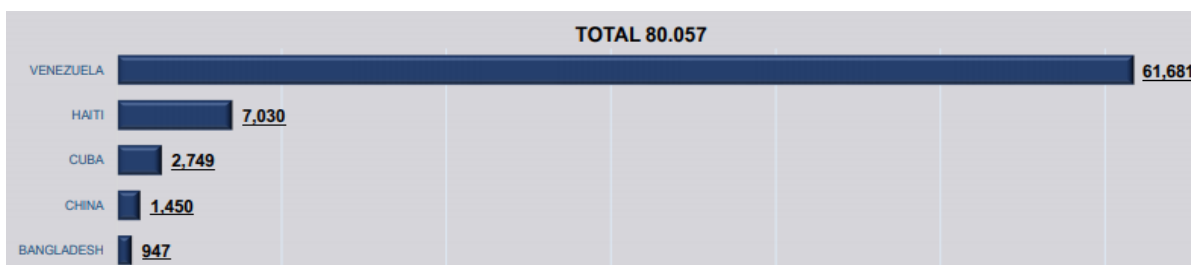 TOTAL 80.057
VENEZUELA 61,681
HAITI 7,030
CUBA 2,749
CHINA 1,450
BANGLADESH 947